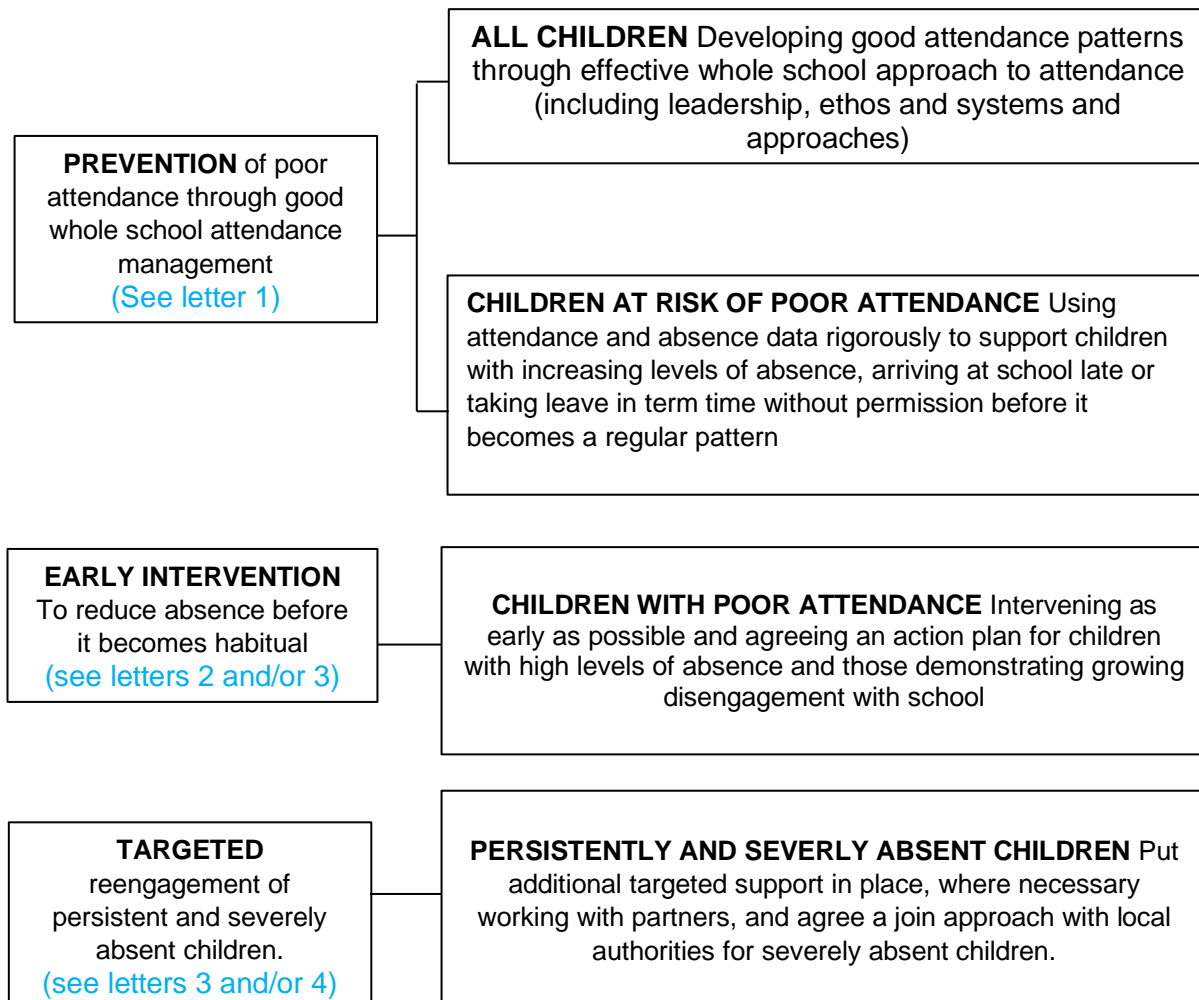 PREVENTION of poor
attendance through good
whole school attendance
management
(See letter 1)
ALL CHILDREN Developing good attendance patterns
through effective whole school approach to attendance
(including leadership, ethos and systems and
approaches)
CHILDREN AT RISK OF POOR ATTENDANCE Using
attendance and absence data rigorously to support children
with increasing levels of absence, arriving at school late or
taking leave in term time without permission before it
becomes a regular pattern
EARLY INTERVENTION
To reduce absence before
it becomes habitual
(see letters 2 and/or 3)
CHILDREN WITH POOR ATTENDANCE Intervening as
early as possible and agreeing an action plan for children
with high levels of absence and those demonstrating growing
disengagement with school
TARGETED
reengagement of
persistent and severely
absent children.
(see letters 3 and/or 4)
PERSISTENTLY AND SEVERLY ABSENT CHILDREN Put
additional targeted support in place, where necessary
working with partners, and agree a join approach with local
authorities for severely absent children.